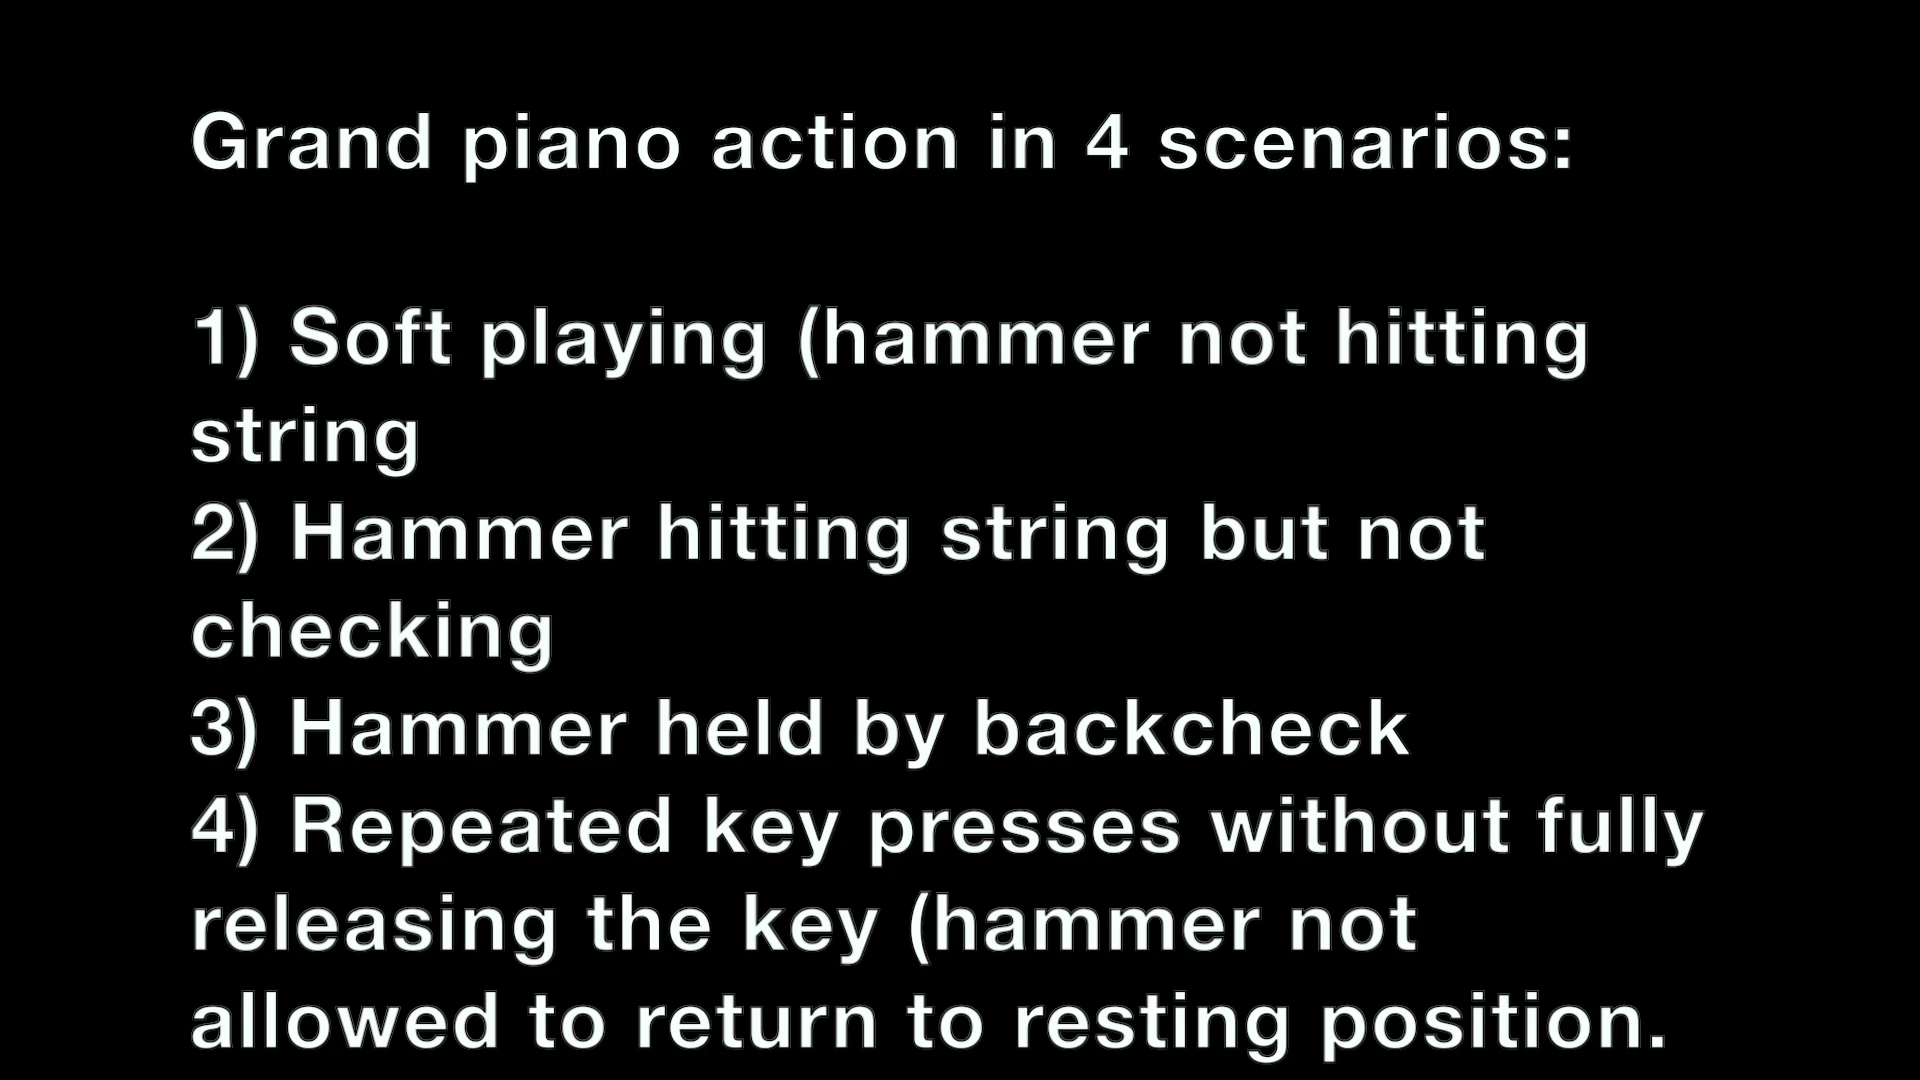 Grand piano action in 4 scenarios:
1) Soft playing (hammer not hitting
string
2) Hammer hitting string but not
checking
3) Hammer held by backcheck
4) Repeated key presses without fully
releasing the key (hammer not
allowed to return to resting position.